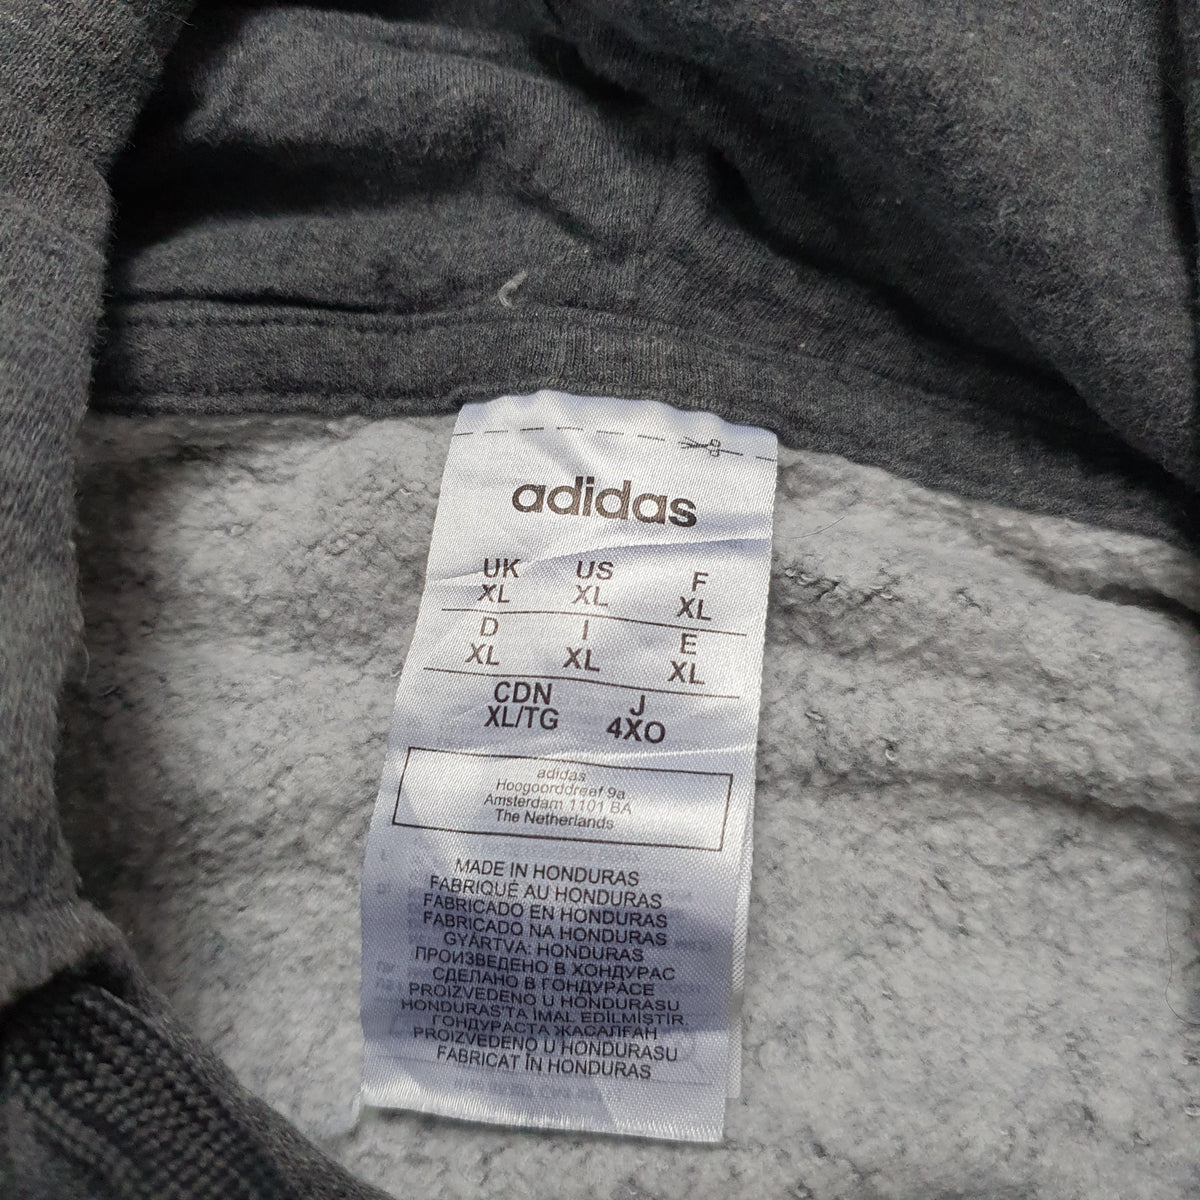 adidas
UK US F
XL XL XL
D I E
XL XL XL
CDN J
XL/TG 4XO
adidas
Hoogoorddreef 9a
Amsterdam 1101 BA
The Netherlands
MADE IN HONDURAS
FABRIQUÉ AU HONDURAS
FABRICADO EN HONDURAS
FABRICADO NA HONDURAS
GYÁRTVA: HONDURAS
ПРОИЗВЕДЕНО В ХОНДУРАС
СДЕЛАНО В ГОНДУРАСЕ
PROIZVEDENO U HONDURASU
HONDURAS'TA İMAL EDİLMİŞTİR.
ГОНДУРАСТА ЖАСАЛҒАН
PROIZVEDENO U HONDURASU
FABRICAT ÎN HONDURAS